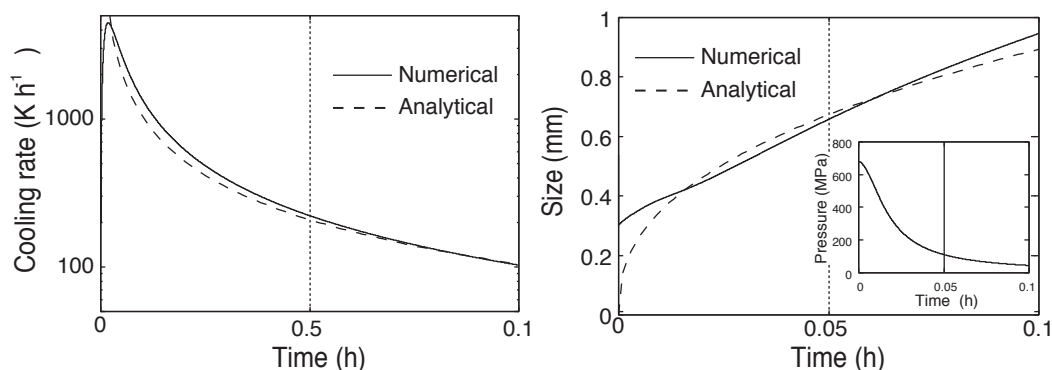 Cooling rate (K h-1)
1000
100
Numerical
Analytical
0
0.5
0.1
Time (h)
Size (mm)
1
0.8
0.6
0.4
0.2
0
Numerical
Analytical
Pressure (MPa)
800
600
400
200
0
0
0.05
0.1
Time (h)
0
0.05
0.1
Time (h)